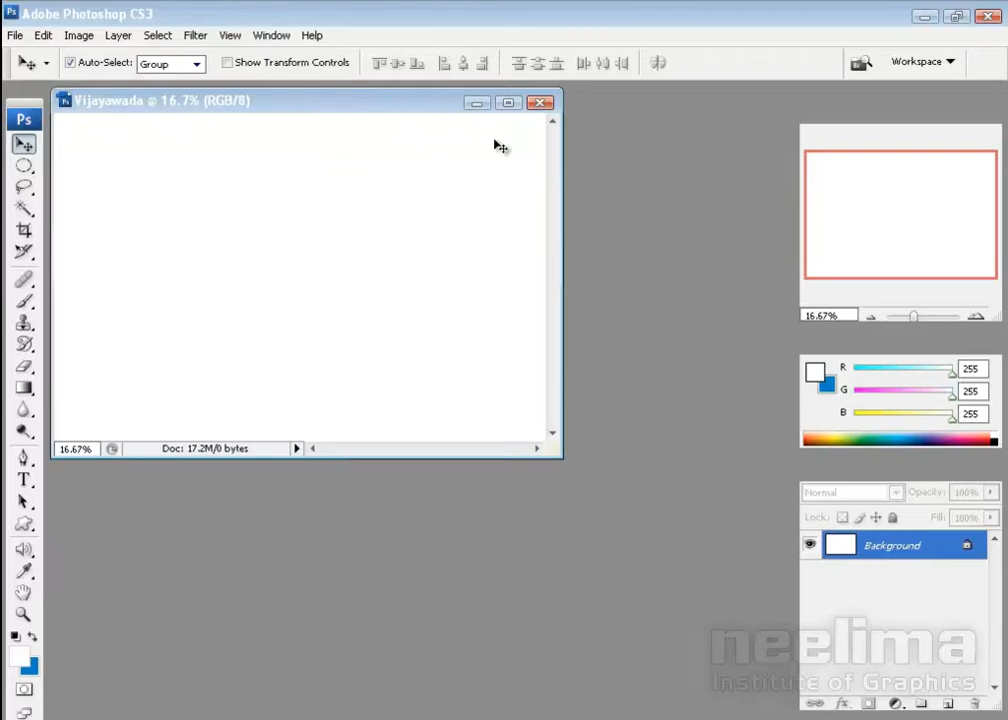 Adobe Photoshop CS3
File Edit Image Layer Select Filter View Window Help
Auto-Select: Group Show Transform Controls Workspace
Ps
Vijayawada @ 16.7% (RGB/8)
16.67% Doc: 17.2M/0 bytes
16.67%
R 255
G 255
B 255
Normal Opacity: 100%
Lock: Fill: 100%
Background
neelima
Institute of Graphics